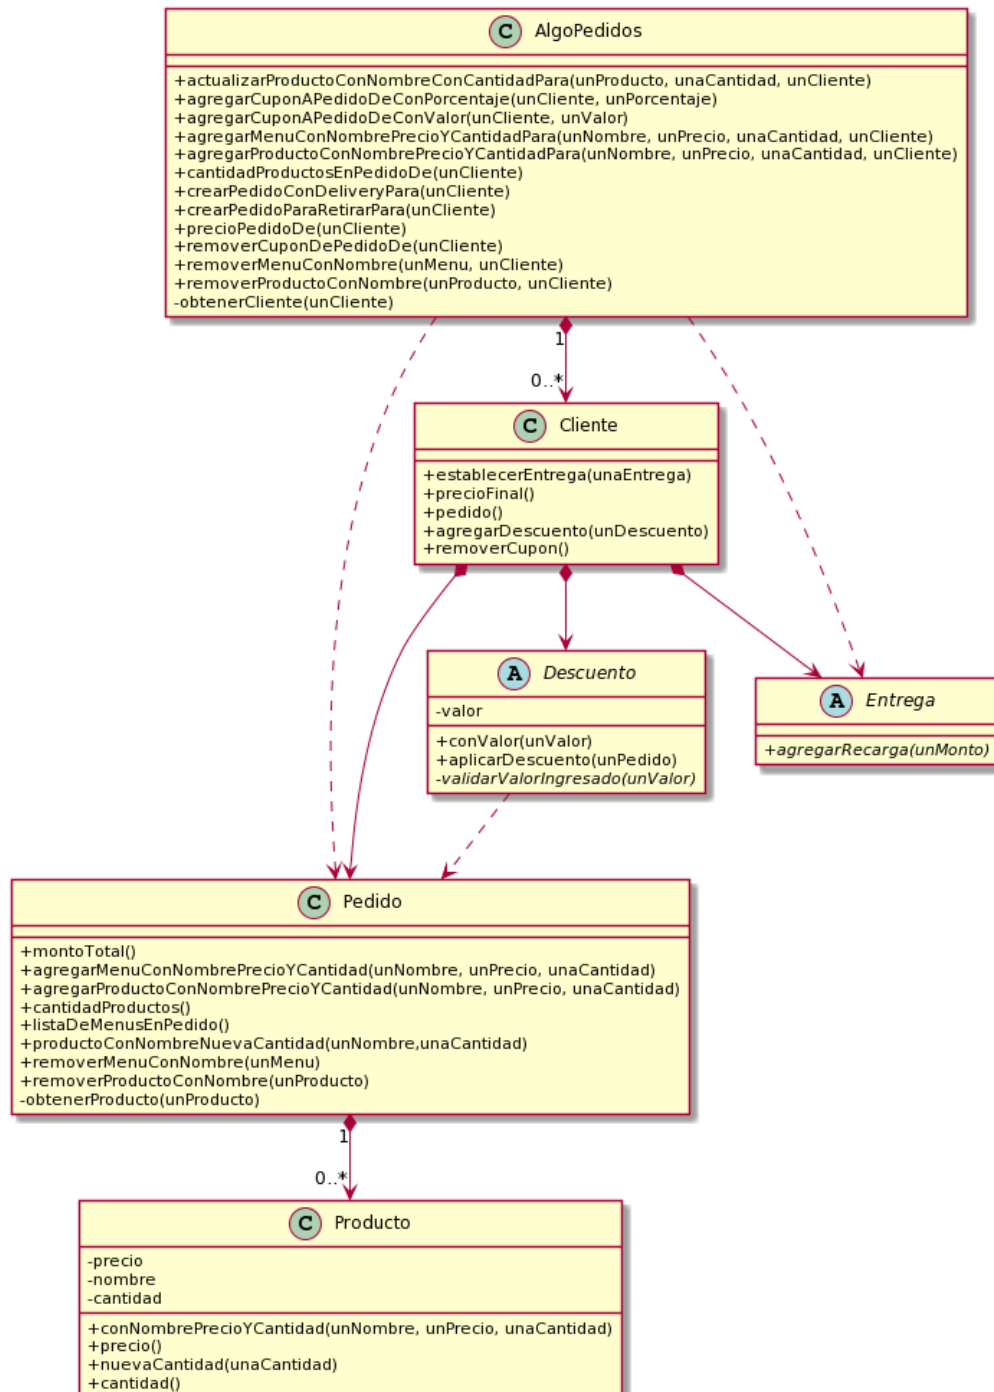 C AlgoPedidos
+actualizarProductoConNombreConCantidadPara(unProducto, unaCantidad, unCliente)
+agregarCuponAPedidoDeConPorcentaje(unCliente, unPorcentaje)
+agregarCuponAPedidoDeConValor(unCliente, unValor)
+agregarMenuConNombrePrecioYCantidadPara(unNombre, unPrecio, unaCantidad, unCliente)
+agregarProductoConNombrePrecioYCantidadPara(unNombre, unPrecio, unaCantidad, unCliente)
+cantidadProductosEnPedidoDe(unCliente)
+crearPedidoConDeliveryPara(unCliente)
+crearPedidoParaRetirarPara(unCliente)
+precioPedidoDe(unCliente)
+removerCuponDePedidoDe(unCliente)
+removerMenuConNombre(unMenu, unCliente)
+removerProductoConNombre(unProducto, unCliente)
-obtenerCliente(unCliente)
1
0..*
C Cliente
+establecerEntrega(unaEntrega)
+precioFinal()
+pedido()
+agregarDescuento(unDescuento)
+removerCupon()
A Descuento
-valor
+conValor(unValor)
+aplicarDescuento(unPedido)
-validarValorIngresado(unValor)
A Entrega
+agregarRecarga(unMonto)
C Pedido
+montoTotal()
+agregarMenuConNombrePrecioYCantidad(unNombre, unPrecio, unaCantidad)
+agregarProductoConNombrePrecioYCantidad(unNombre, unPrecio, unaCantidad)
+cantidadProductos()
+listaDeMenusEnPedido()
+productoConNombreNuevaCantidad(unNombre,unaCantidad)
+removerMenuConNombre(unMenu)
+removerProductoConNombre(unProducto)
-obtenerProducto(unProducto)
1
0..*
C Producto
-precio
-nombre
-cantidad
+conNombrePrecioYCantidad(unNombre, unPrecio, unaCantidad)
+precio()
+nuevaCantidad(unaCantidad)
+cantidad()